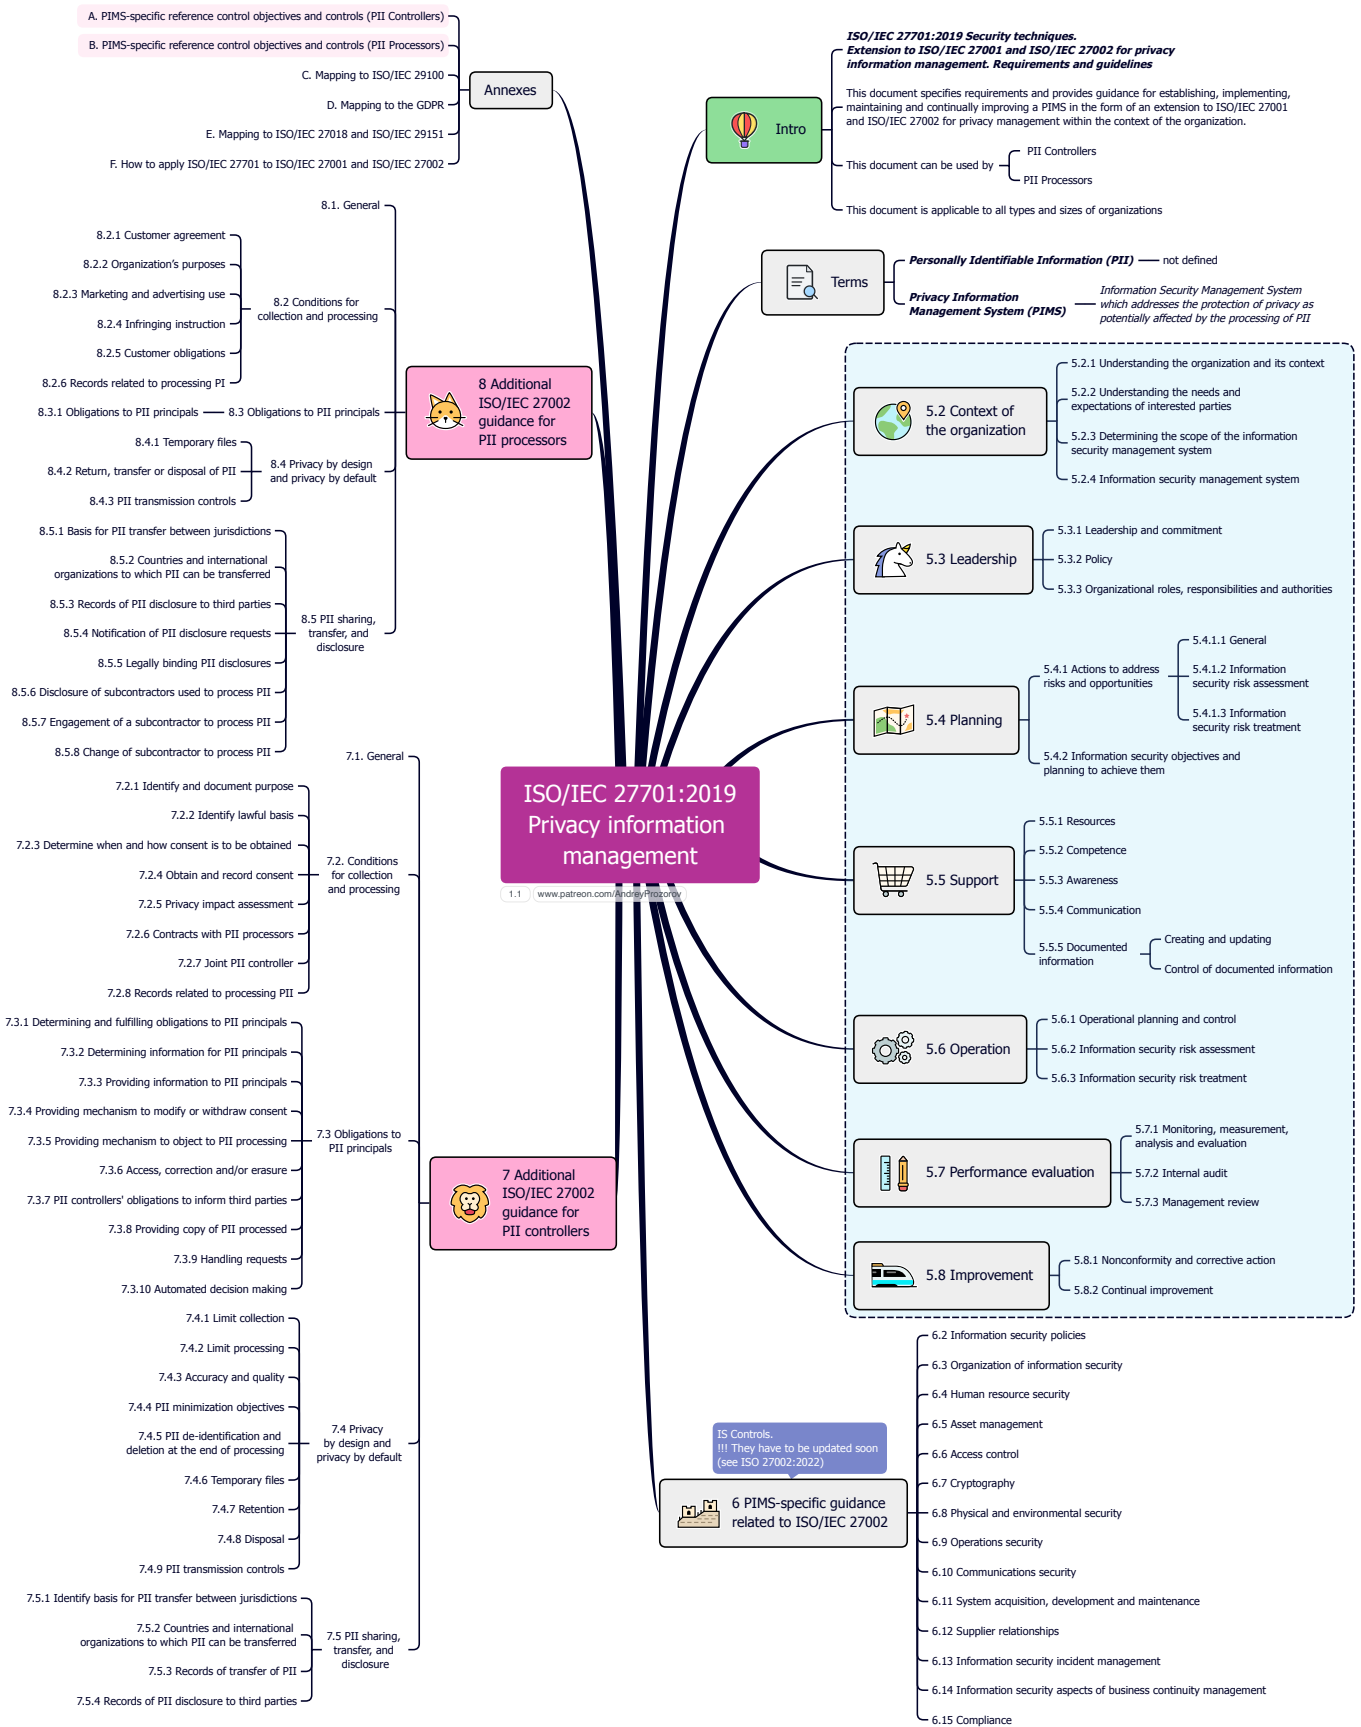 ISO/IEC 27701:2019
Privacy information
management
1.1
www.patreon.com/AndreyProzorov
Intro
ISO/IEC 27701:2019 Security techniques.
Extension to ISO/IEC 27001 and ISO/IEC 27002 for privacy
information management. Requirements and guidelines
This document specifies requirements and provides guidance for establishing, implementing,
maintaining and continually improving a PIMS in the form of an extension to ISO/IEC 27001
and ISO/IEC 27002 for privacy management within the context of the organization.
This document can be used by
PII Controllers
PII Processors
This document is applicable to all types and sizes of organizations
Terms
Personally Identifiable Information (PII)
not defined
Privacy Information
Management System (PIMS)
Information Security Management System
which addresses the protection of privacy as
potentially affected by the processing of PII
5.2 Context of
the organization
5.2.1 Understanding the organization and its context
5.2.2 Understanding the needs and
expectations of interested parties
5.2.3 Determining the scope of the information
security management system
5.2.4 Information security management system
5.3 Leadership
5.3.1 Leadership and commitment
5.3.2 Policy
5.3.3 Organizational roles, responsibilities and authorities
5.4 Planning
5.4.1 Actions to address
risks and opportunities
5.4.1.1 General
5.4.1.2 Information
security risk assessment
5.4.1.3 Information
security risk treatment
5.4.2 Information security objectives and
planning to achieve them
5.5 Support
5.5.1 Resources
5.5.2 Competence
5.5.3 Awareness
5.5.4 Communication
5.5.5 Documented
information
Creating and updating
Control of documented information
5.6 Operation
5.6.1 Operational planning and control
5.6.2 Information security risk assessment
5.6.3 Information security risk treatment
5.7 Performance evaluation
5.7.1 Monitoring, measurement,
analysis and evaluation
5.7.2 Internal audit
5.7.3 Management review
5.8 Improvement
5.8.1 Nonconformity and corrective action
5.8.2 Continual improvement
IS Controls.
!!! They have to be updated soon
(see ISO 27002:2022)
6 PIMS-specific guidance
related to ISO/IEC 27002
6.2 Information security policies
6.3 Organization of information security
6.4 Human resource security
6.5 Asset management
6.6 Access control
6.7 Cryptography
6.8 Physical and environmental security
6.9 Operations security
6.10 Communications security
6.11 System acquisition, development and maintenance
6.12 Supplier relationships
6.13 Information security incident management
6.14 Information security aspects of business continuity management
6.15 Compliance
7 Additional
ISO/IEC 27002
guidance for
PII controllers
7.1. General
7.2. Conditions
for collection
and processing
7.2.1 Identify and document purpose
7.2.2 Identify lawful basis
7.2.3 Determine when and how consent is to be obtained
7.2.4 Obtain and record consent
7.2.5 Privacy impact assessment
7.2.6 Contracts with PII processors
7.2.7 Joint PII controller
7.2.8 Records related to processing PII
7.3 Obligations to
PII principals
7.3.1 Determining and fulfilling obligations to PII principals
7.3.2 Determining information for PII principals
7.3.3 Providing information to PII principals
7.3.4 Providing mechanism to modify or withdraw consent
7.3.5 Providing mechanism to object to PII processing
7.3.6 Access, correction and/or erasure
7.3.7 PII controllers' obligations to inform third parties
7.3.8 Providing copy of PII processed
7.3.9 Handling requests
7.3.10 Automated decision making
7.4 Privacy
by design and
privacy by default
7.4.1 Limit collection
7.4.2 Limit processing
7.4.3 Accuracy and quality
7.4.4 PII minimization objectives
7.4.5 PII de-identification and
deletion at the end of processing
7.4.6 Temporary files
7.4.7 Retention
7.4.8 Disposal
7.4.9 PII transmission controls
7.5 PII sharing,
transfer, and
disclosure
7.5.1 Identify basis for PII transfer between jurisdictions
7.5.2 Countries and international
organizations to which PII can be transferred
7.5.3 Records of transfer of PII
7.5.4 Records of PII disclosure to third parties
8 Additional
ISO/IEC 27002
guidance for
PII processors
8.1. General
8.2 Conditions for
collection and processing
8.2.1 Customer agreement
8.2.2 Organization's purposes
8.2.3 Marketing and advertising use
8.2.4 Infringing instruction
8.2.5 Customer obligations
8.2.6 Records related to processing PI
8.3 Obligations to PII principals
8.3.1 Obligations to PII principals
8.4 Privacy by design
and privacy by default
8.4.1 Temporary files
8.4.2 Return, transfer or disposal of PII
8.4.3 PII transmission controls
8.5 PII sharing,
transfer, and
disclosure
8.5.1 Basis for PII transfer between jurisdictions
8.5.2 Countries and international
organizations to which PII can be transferred
8.5.3 Records of PII disclosure to third parties
8.5.4 Notification of PII disclosure requests
8.5.5 Legally binding PII disclosures
8.5.6 Disclosure of subcontractors used to process PII
8.5.7 Engagement of a subcontractor to process PII
8.5.8 Change of subcontractor to process PII
Annexes
A. PIMS-specific reference control objectives and controls (PII Controllers)
B. PIMS-specific reference control objectives and controls (PII Processors)
C. Mapping to ISO/IEC 29100
D. Mapping to the GDPR
E. Mapping to ISO/IEC 27018 and ISO/IEC 29151
F. How to apply ISO/IEC 27701 to ISO/IEC 27001 and ISO/IEC 27002